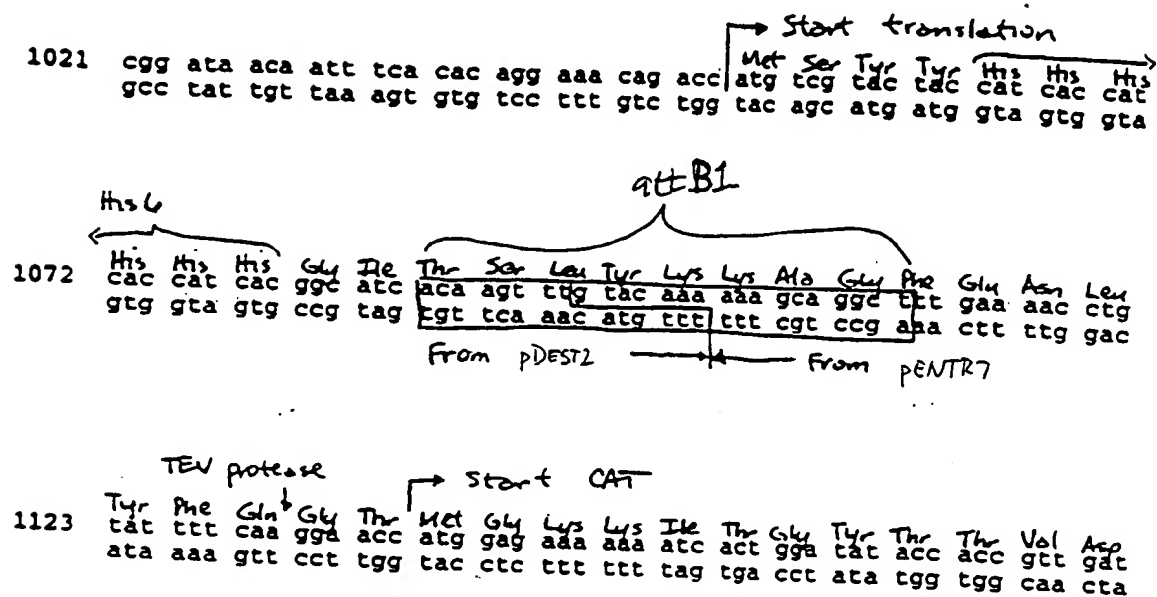 Start translation
Met Ser Tyr Tyr His His His
1021 cgg ata aca att tca cac agg aaa cag acc atg tcg tac tac cat cac cat
gcc tat tgt taa agt gtg tcc ttt gtc tgg tac agc atg atg gta gtg gta
attB1
His6
His His His Gly Ile Thr Ser Leu Tyr Lys Lys Ala Gly Phe Glu Asn Leu
1072 cac cat cac ggc atc aca agt ttg tac aaa aaa gca ggc ttt gaa aac ctg
gtg gta gtg ccg tag tgt tca aac atg ttt ttt cgt ccg aaa ctt ttg gac
From pDEST2 From pENTR7
TEV protease Start CAT
Tyr Phe Gln Gly Thr Met Gly Lys Lys Ile Thr Gly Tyr Thr Thr Val Asp
1123 tat ttt caa gga acc atg gag aaa aaa atc act gga tat acc acc gtt gat
ata aaa gtt cct tgg tac ctc ttt ttt tag tga cct ata tgg tgg caa cta